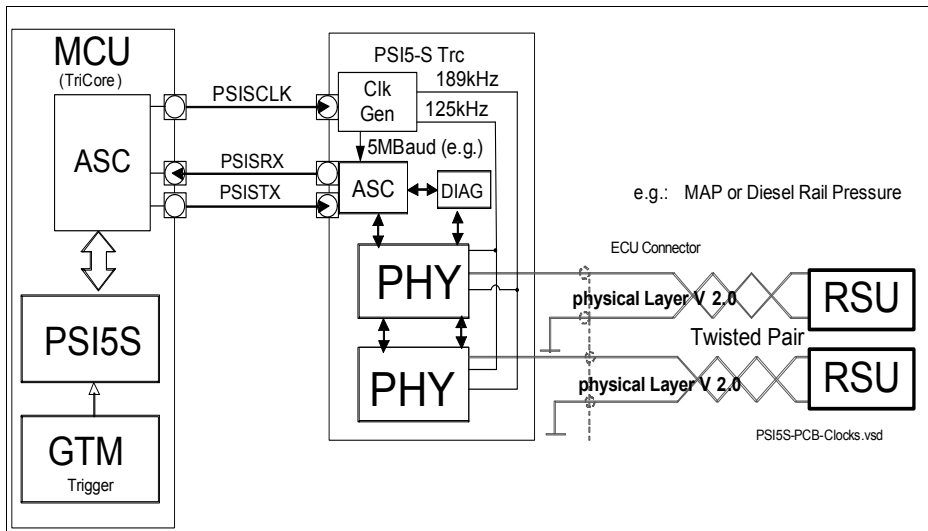 MCU
(TriCore)
ASC
PSI5S
GTM
Trigger
PSISCLK
PSISRX
PSISTX
PSI5-S Trc
189kHz
Clk
Gen
125kHz
5MBaud (e.g.)
ASC
DIAG
PHY
PHY
e.g.: MAP or Diesel Rail Pressure
ECU Connector
physical Layer V 2.0
RSU
Twisted Pair
physical Layer V 2.0
RSU
PSI5S-PCB-Clocks.vsd